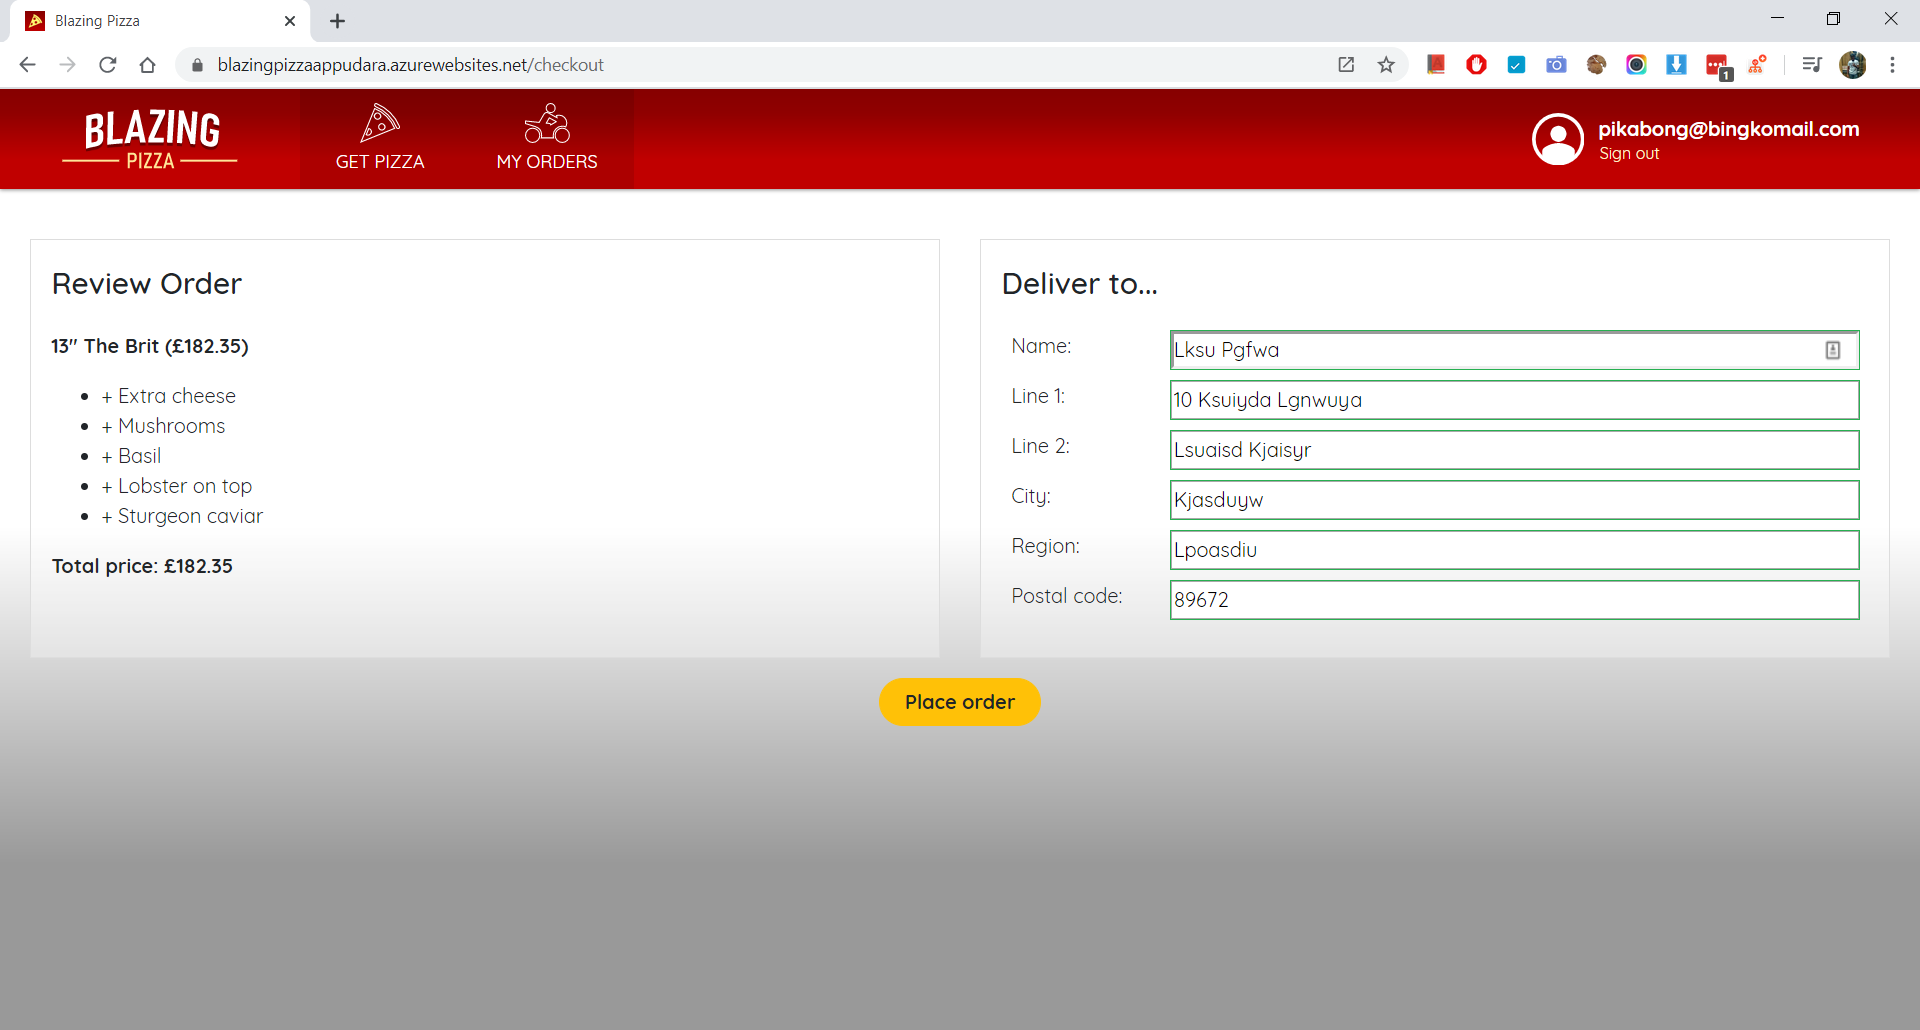 Blazing Pizza
blazingpizzaappudara.azurewebsites.net/checkout
1
BLAZING
PIZZA
GET PIZZA
MY ORDERS
pikabong@bingkomail.com
Sign out
Review Order
13" The Brit (£182.35)
+ Extra cheese
+ Mushrooms
+ Basil
+ Lobster on top
+ Sturgeon caviar
Total price: £182.35
Deliver to...
Name: Lksu Pgfwa
Line 1: 10 Ksuiyda Lgnwuya
Line 2: Lsuaisd Kjaisyr
City: Kjasduyw
Region: Lpoasdiu
Postal code: 89672
Place order